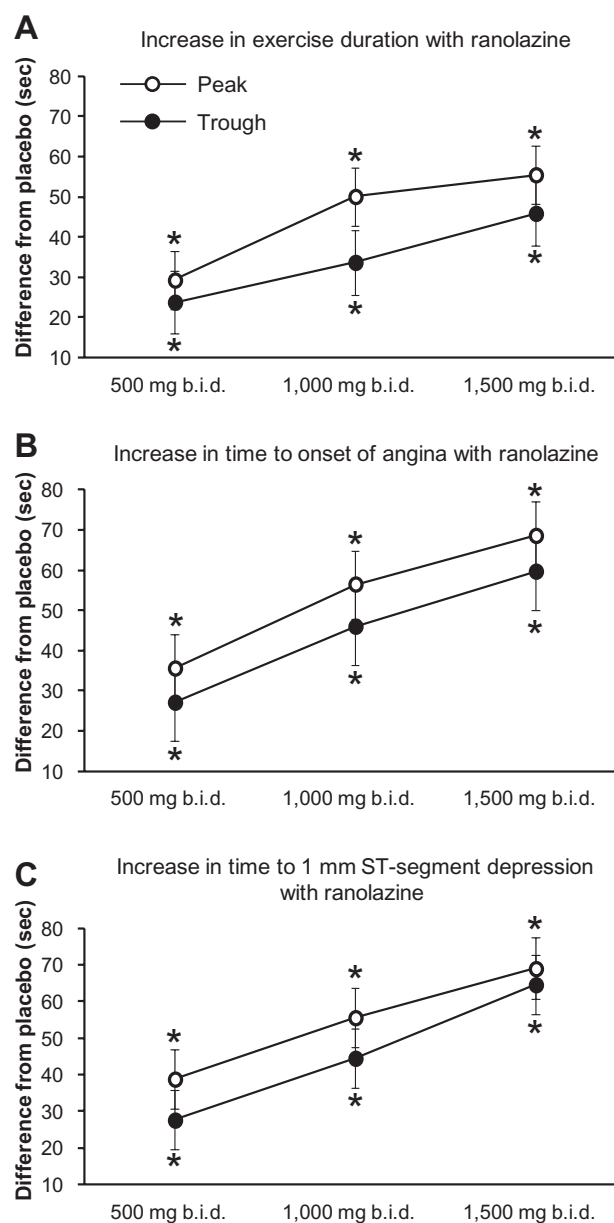 A
Increase in exercise duration with ranolazine
Difference from placebo (sec)
80
70
60
50
40
30
20
10
Peak
Trough
*
*
*
*
*
*
500 mg b.i.d.
1,000 mg b.i.d.
1,500 mg b.i.d.
B
Increase in time to onset of angina with ranolazine
Difference from placebo (sec)
80
70
60
50
40
30
20
10
*
*
*
*
*
*
500 mg b.i.d.
1,000 mg b.i.d.
1,500 mg b.i.d.
C
Increase in time to 1 mm ST-segment depression
with ranolazine
Difference from placebo (sec)
80
70
60
50
40
30
20
10
*
*
*
*
*
*
500 mg b.i.d.
1,000 mg b.i.d.
1,500 mg b.i.d.